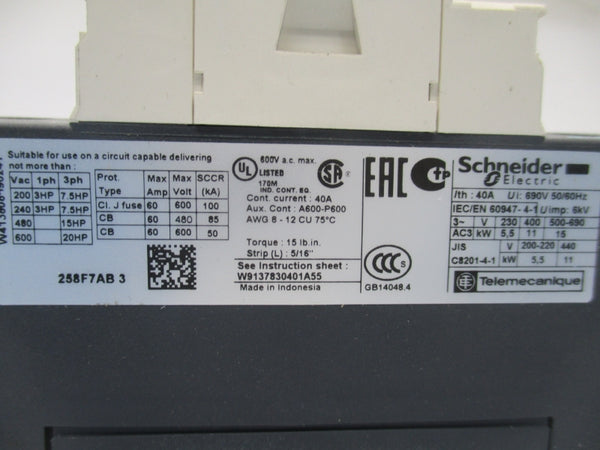 Suitable for use on a circuit capable delivering
not more than :
Vac 1ph 3ph
200 3HP 7.5HP
240 3HP 7.5HP
480 15HP
600 20HP
Prot. Type Max Amp Max Volt SCCR (kA)
Cl. J fuse 60 600 100
CB 60 480 85
CB 60 600 50
258F7AB 3
UL LISTED
600V a.c. max.
170M
IND. CONT. EQ.
Cont. current : 40A
Aux. Cont : A600-P600
AWG 8 - 12 CU 75°C
Torque : 15 lb.in.
Strip (L) : 5/16"
See Instruction sheet :
W9137830401A55
Made in Indonesia
EAC
CCC S
GB14048.4
Schneider
Electric
Ith : 40A Ui: 690V 50/60Hz
IEC/EN 60947-4-1 Uimp: 6kV
3~ V 230 400 500-690
AC3 kW 5,5 11 15
JIS V 200-220 440
C8201-4-1 kW 5,5 11
Telemecanique